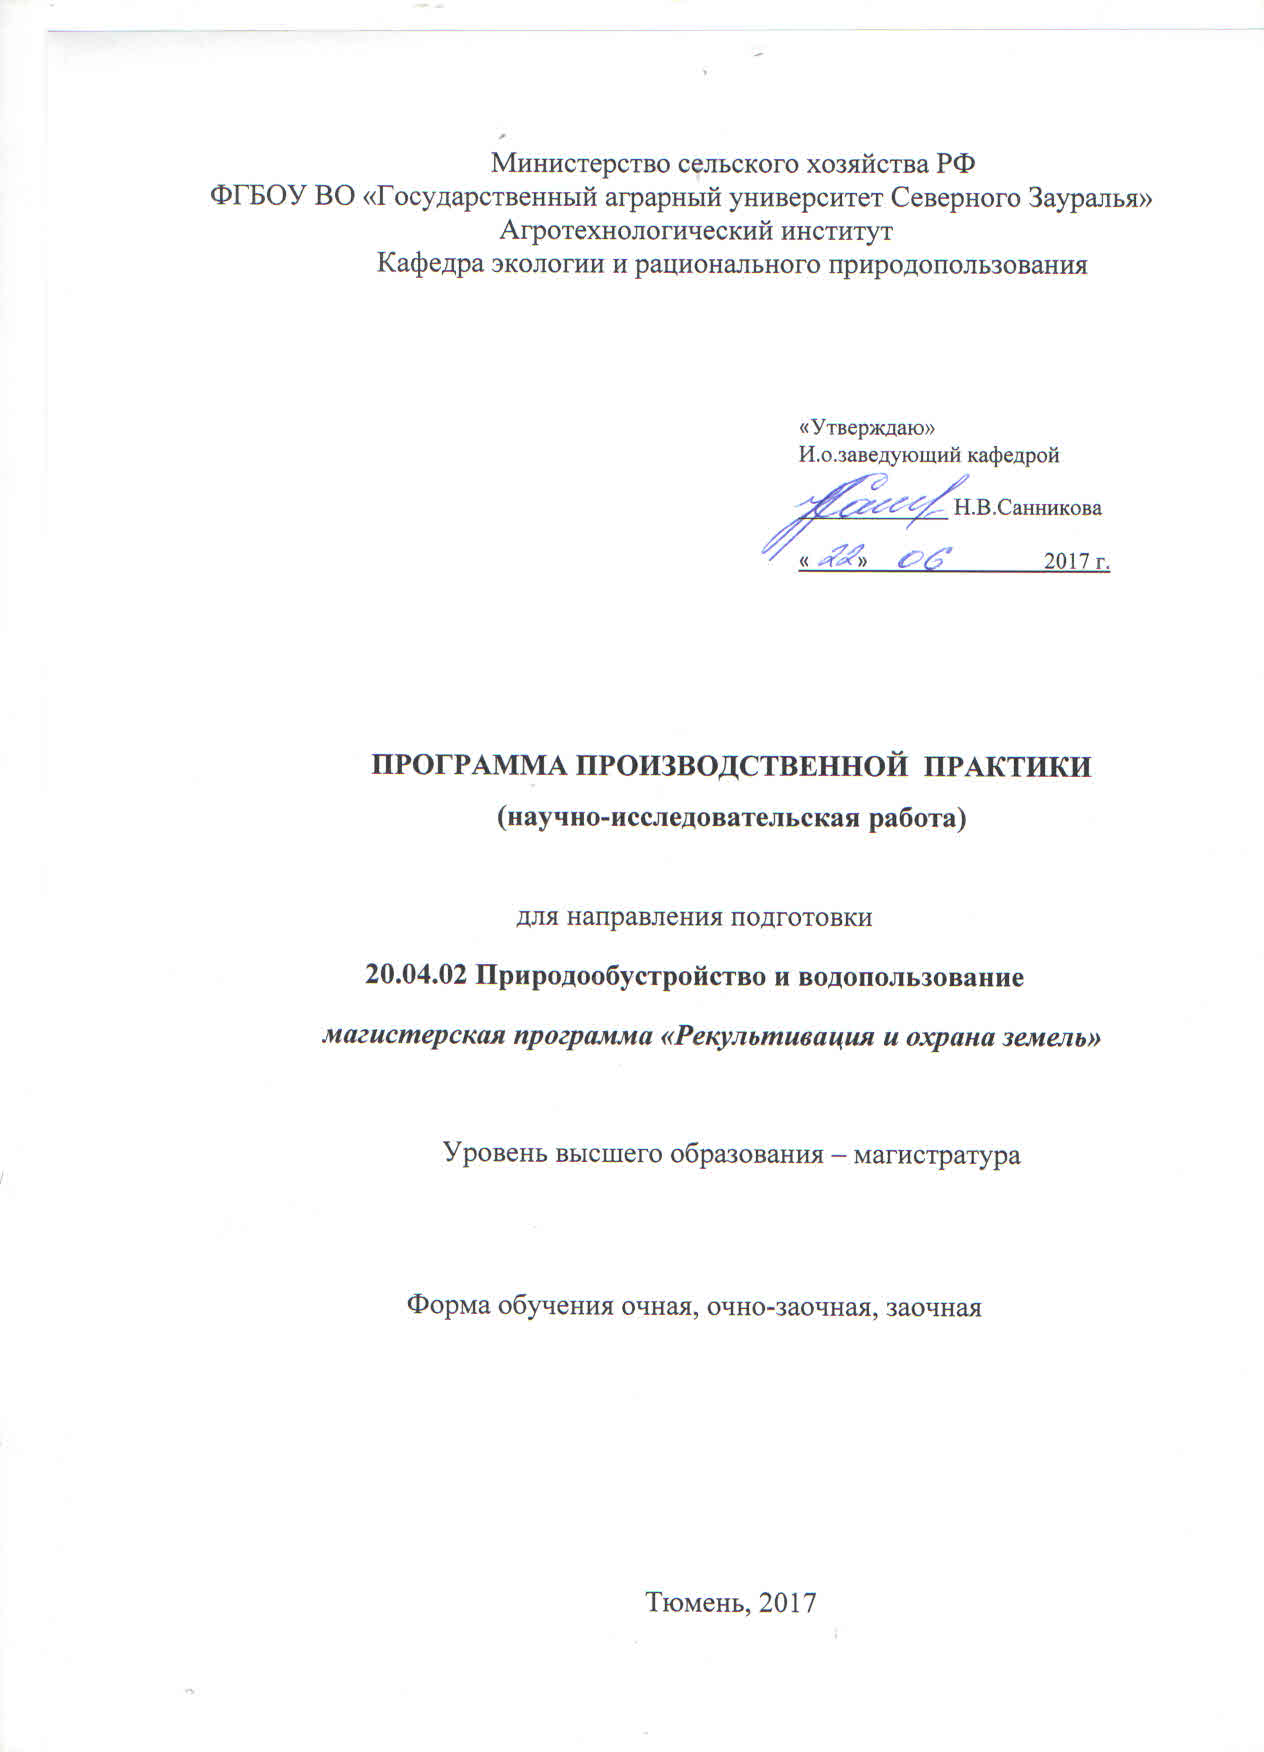 Министерство сельского хозяйства РФ
ФГБОУ ВО «Государственный аграрный университет Северного Зауралья»
Агротехнологический институт
Кафедра экологии и рационального природопользования
«Утверждаю»
И.о.заведующий кафедрой
Н.В.Санникова
« 22 » 06 2017 г.
ПРОГРАММА ПРОИЗВОДСТВЕННОЙ ПРАКТИКИ
(научно-исследовательская работа)
для направления подготовки
20.04.02 Природообустройство и водопользование
магистерская программа «Рекультивация и охрана земель»
Уровень высшего образования – магистратура
Форма обучения очная, очно-заочная, заочная
Тюмень, 2017